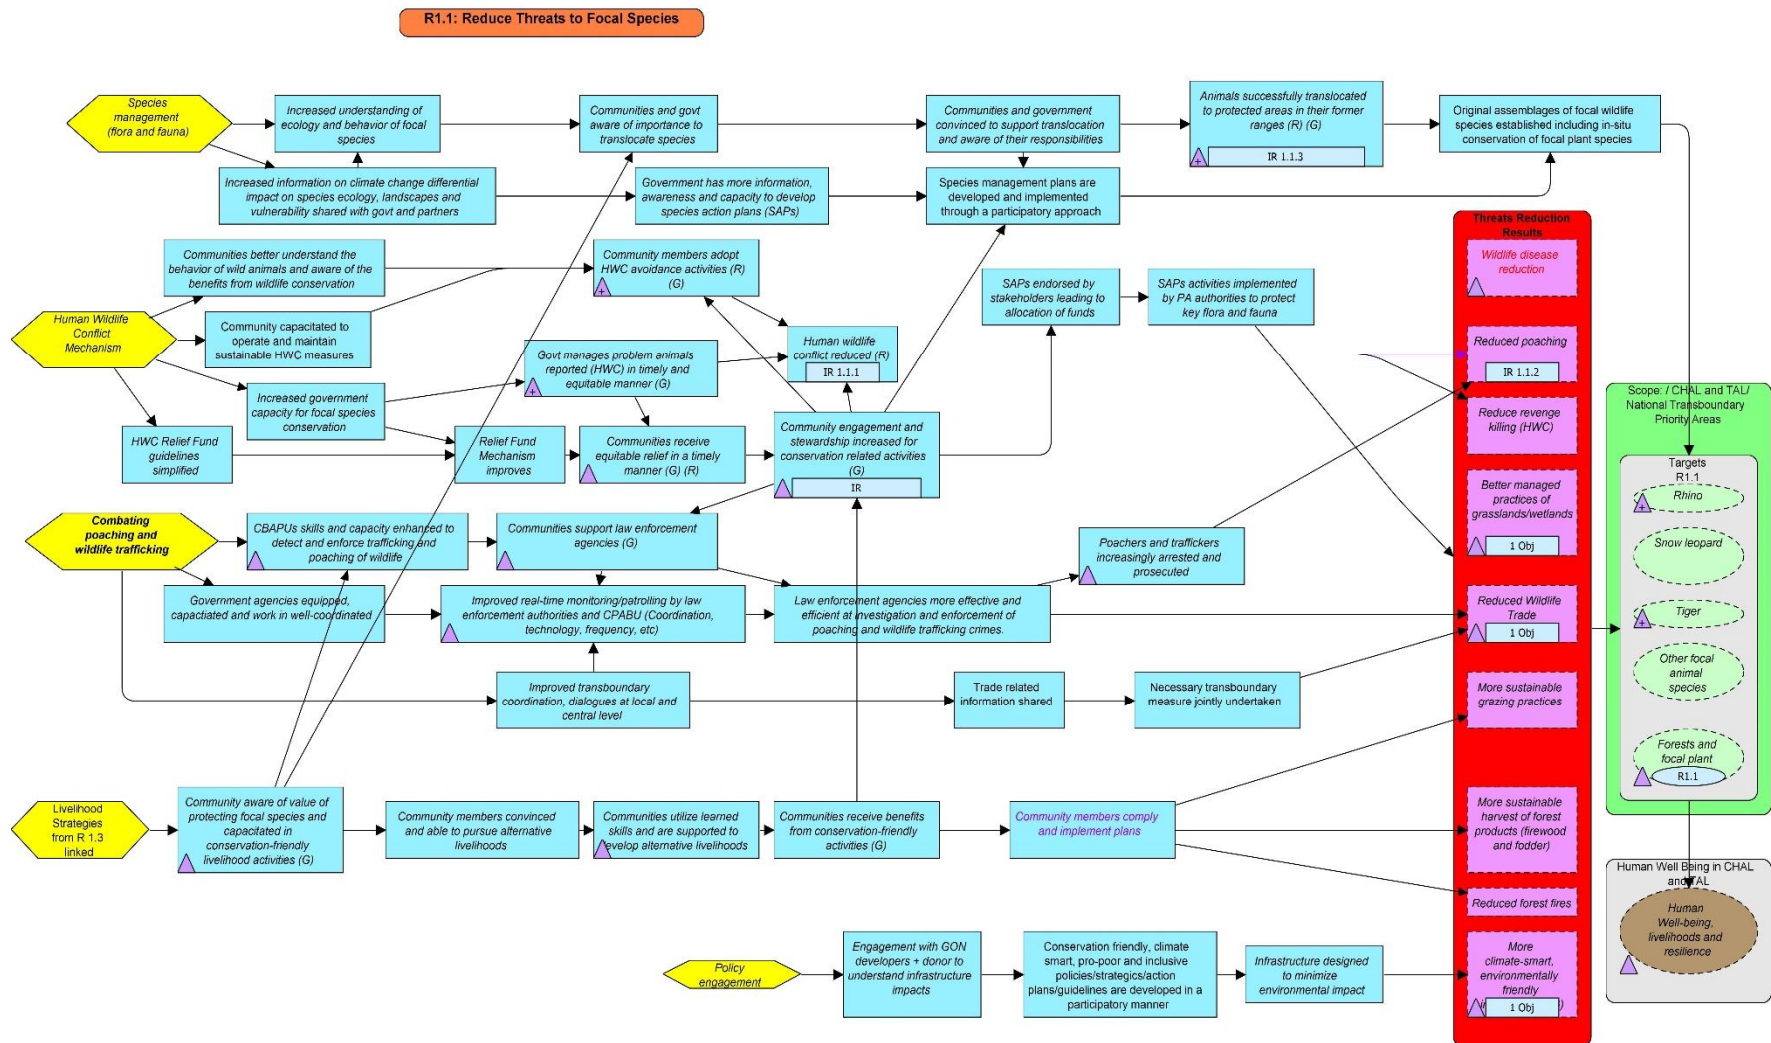 R1.1: Reduce Threats to Focal Species
Species
management
(flora and fauna)
Increased understanding of
ecology and behavior of focal
species
Communities and govt
aware of importance to
translocate species
Communities and government
convinced to support translocation
and aware of their responsibilities
Animals successfully translocated
to protected areas in their former
ranges (R) (G)
+
IR 1.1.3
Original assemblages of focal wildlife
species established including in-situ
conservation of focal plant species
Increased information on climate change differential
impact on species ecology, landscapes and
vulnerability shared with govt and partners
Government has more information,
awareness and capacity to develop
species action plans (SAPs)
Species management plans are
developed and implemented
through a participatory approach
Human Wildlife
Conflict
Mechanism
Communities better understand the
behavior of wild animals and aware of the
benefits from wildlife conservation
Community members adopt
HWC avoidance activities (R)
(G)
+
Community capacitated to
operate and maintain
sustainable HWC measures
Human wildlife
conflict reduced (R)
IR 1.1.1
Govt manages problem animals
reported (HWC) in timely and
equitable manner (G)
+
Increased government
capacity for focal species
conservation
HWC Relief Fund
guidelines
simplified
Relief Fund
Mechanism
improves
Communities receive
equitable relief in a timely
manner (G) (R)
Community engagement and
stewardship increased for
conservation related activities
(G)
IR
SAPs endorsed by
stakeholders leading to
allocation of funds
SAPs activities implemented
by PA authorities to protect
key flora and fauna
Combating
poaching and
wildlife trafficking
CBAPUs skills and capacity enhanced to
detect and enforce trafficking and
poaching of wildlife
Communities support law enforcement
agencies (G)
Poachers and traffickers
increasingly arrested and
prosecuted
Government agencies equipped,
capactiated and work in well-coordinated
Improved real-time monitoring/patrolling by law
enforcement authorities and CPABU (Coordination,
technology, frequency, etc)
Law enforcement agencies more effective and
efficient at investigation and enforcement of
poaching and wildlife trafficking crimes.
Improved transboundary
coordination, dialogues at local and
central level
Trade related
information shared
Necessary transboundary
measure jointly undertaken
Livelihood
Strategies
from R 1.3
linked
Community aware of value of
protecting focal species and
capacitated in
conservation-friendly
livelihood activities (G)
Community members convinced
and able to pursue alternative
livelihoods
Communities utilize learned
skills and are supported to
develop alternative livelihoods
Communities receive benefits
from conservation-friendly
activities (G)
Community members comply
and implement plans
Policy
engagement
Engagement with GON
developers + donor to
understand infrastructure
impacts
Conservation friendly, climate
smart, pro-poor and inclusive
policies/strategics/action
plans/guidelines are developed in a
participatory manner
Infrastructure designed
to minimize
environmental impact
Threats Reduction
Results
Wildlife disease
reduction
Reduced poaching
IR 1.1.2
Reduce revenge
killing (HWC)
Better managed
practices of
grasslands/wetlands
1 Obj
Reduced Wildlife
Trade
1 Obj
More sustainable
grazing practices
More sustainable
harvest of forest
products (firewood
and fodder)
Reduced forest fires
More
climate-smart,
environmentally
friendly
1 Obj
Scope: / CHAL and TAL/
National Transboundary
Priority Areas
Targets
R1.1
Rhino
+
Snow leopard
Tiger
+
Other focal
animal
species
Forests and
focal plant
R1.1
Human Well Being in CHAL
and TAL
Human
Well-being,
livelihoods and
resilience